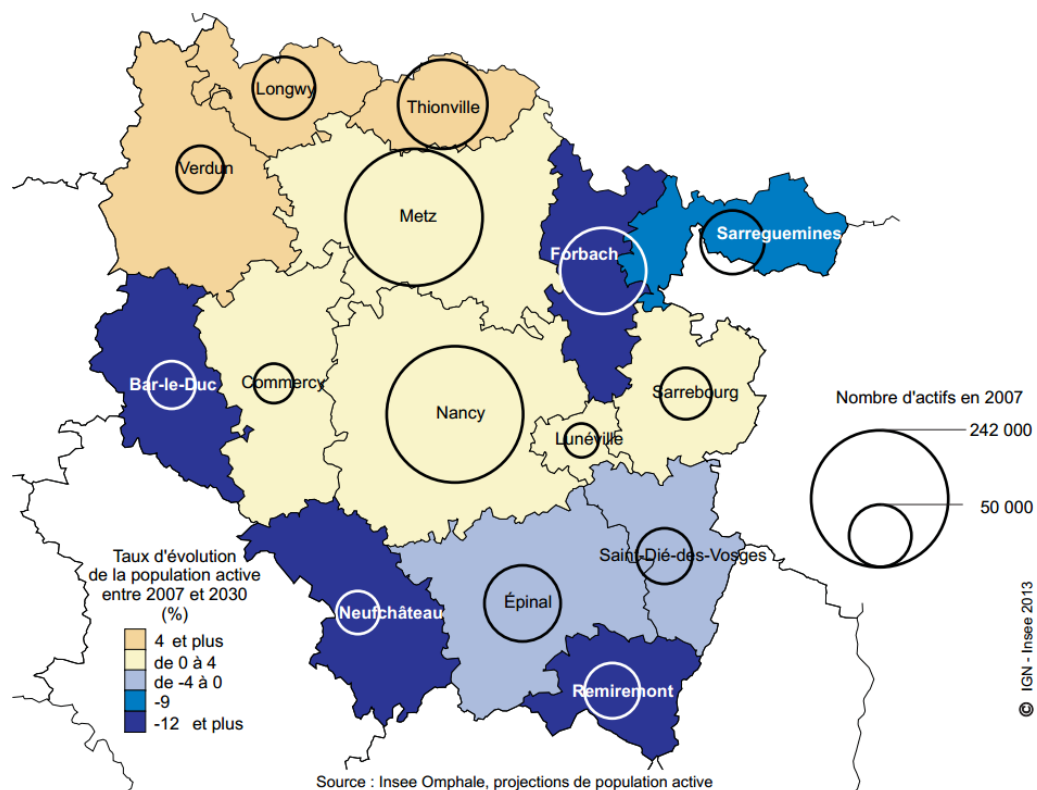 Longwy
Thionville
Verdun
Metz
Sarreguemines
Forbach
Bar-le-Duc
Commercy
Sarrebourg
Nancy
Lunéville
Nombre d'actifs en 2007
242 000
50 000
Saint-Dié-des-Vosges
Épinal
Neufchâteau
Remiremont
Taux d'évolution
de la population active
entre 2007 et 2030
(%)
4 et plus
de 0 à 4
de -4 à 0
-9
-12 et plus
© IGN - Insee 2013
Source : Insee Omphale, projections de population active